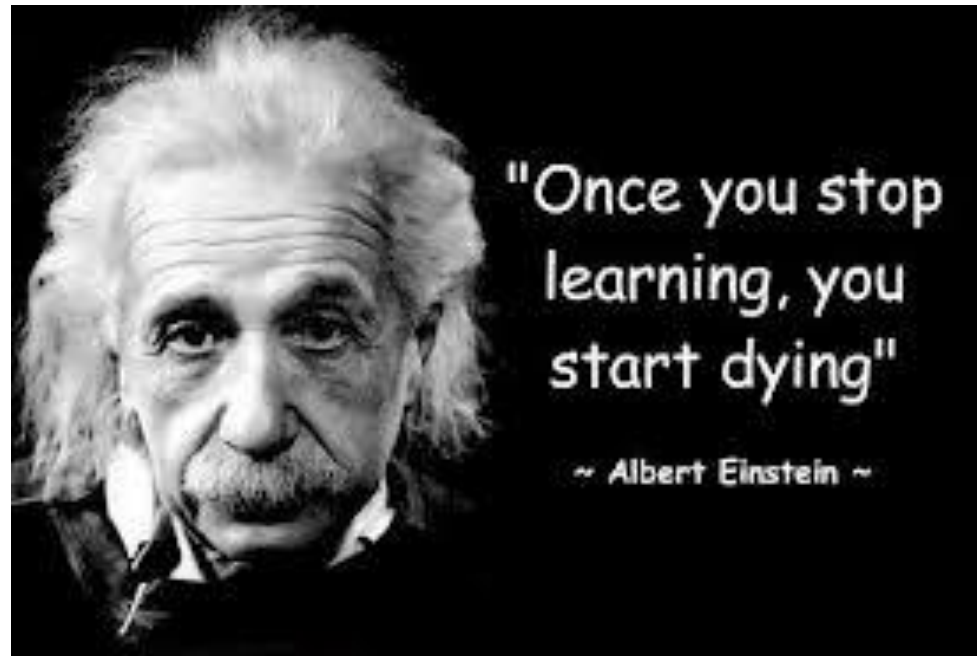 "Once you stop
learning, you
start dying"
~ Albert Einstein ~